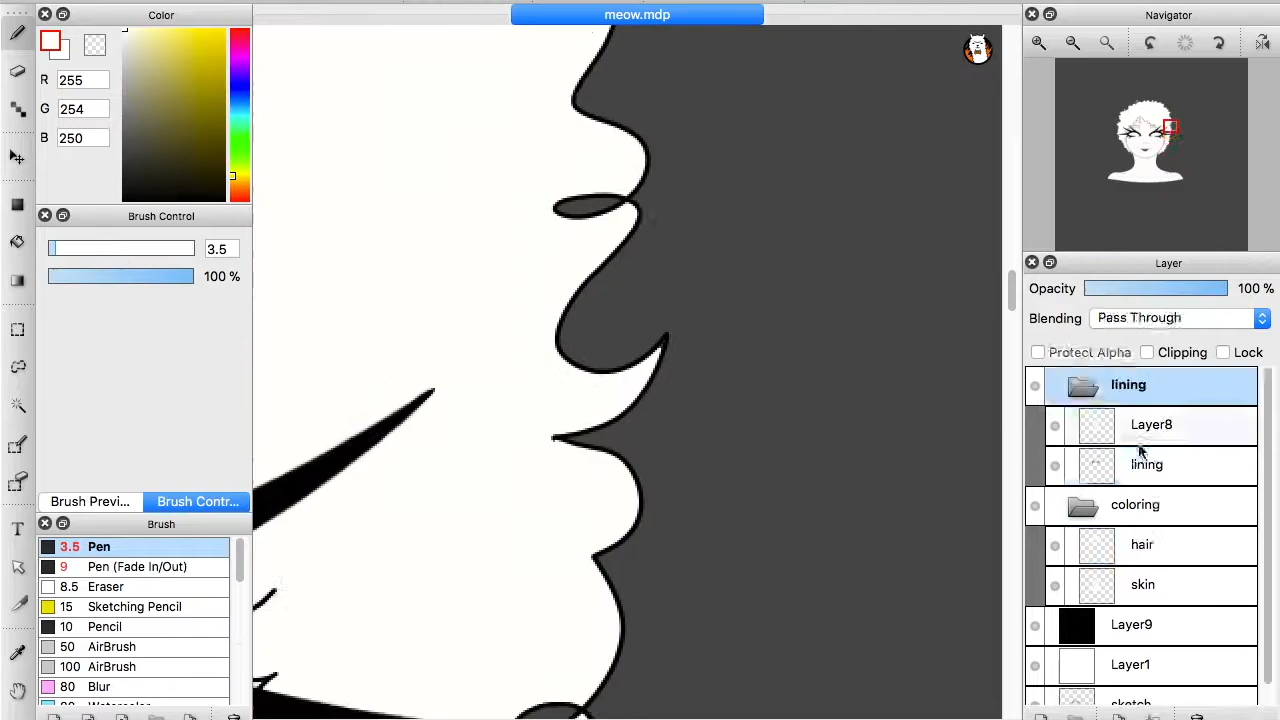 meow.mdp
Color
R 255
G 254
B 250
Brush Control
3.5
100 %
Brush Previ...
Brush Contr...
Brush
3.5 Pen
9 Pen (Fade In/Out)
8.5 Eraser
15 Sketching Pencil
10 Pencil
50 AirBrush
100 AirBrush
80 Blur
T
Navigator
Layer
Opacity 100 %
Blending Pass Through
Protect Alpha Clipping Lock
lining
Layer8
lining
coloring
hair
skin
Layer9
Layer1
sketch